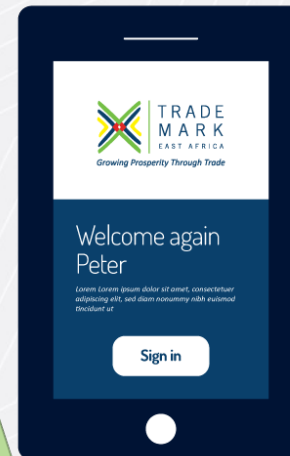 TRADE
MARK
EAST AFRICA
Growing Prosperity Through Trade
Welcome again
Peter
Lorem Lorem ipsum dolor sit amet, consectetuer
adipiscing elit, sed diam nonummy nibh euismod
tincidunt ut
Sign in